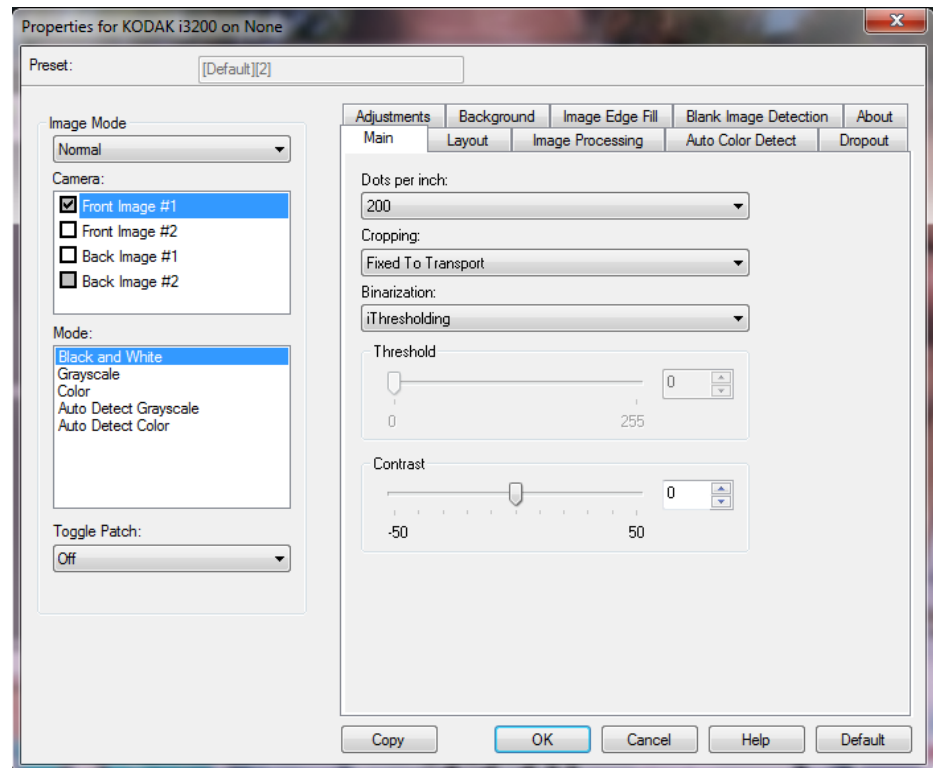 Properties for KODAK i3200 on None
Preset: [Default][2]
Image Mode
Normal
Camera:
Front Image #1
Front Image #2
Back Image #1
Back Image #2
Mode:
Black and White
Grayscale
Color
Auto Detect Grayscale
Auto Detect Color
Toggle Patch:
Off
Adjustments Background Image Edge Fill Blank Image Detection About
Main Layout Image Processing Auto Color Detect Dropout
Dots per inch:
200
Cropping:
Fixed To Transport
Binarization:
iThresholding
Threshold
0
0 255
Contrast
0
-50 50
Copy OK Cancel Help Default